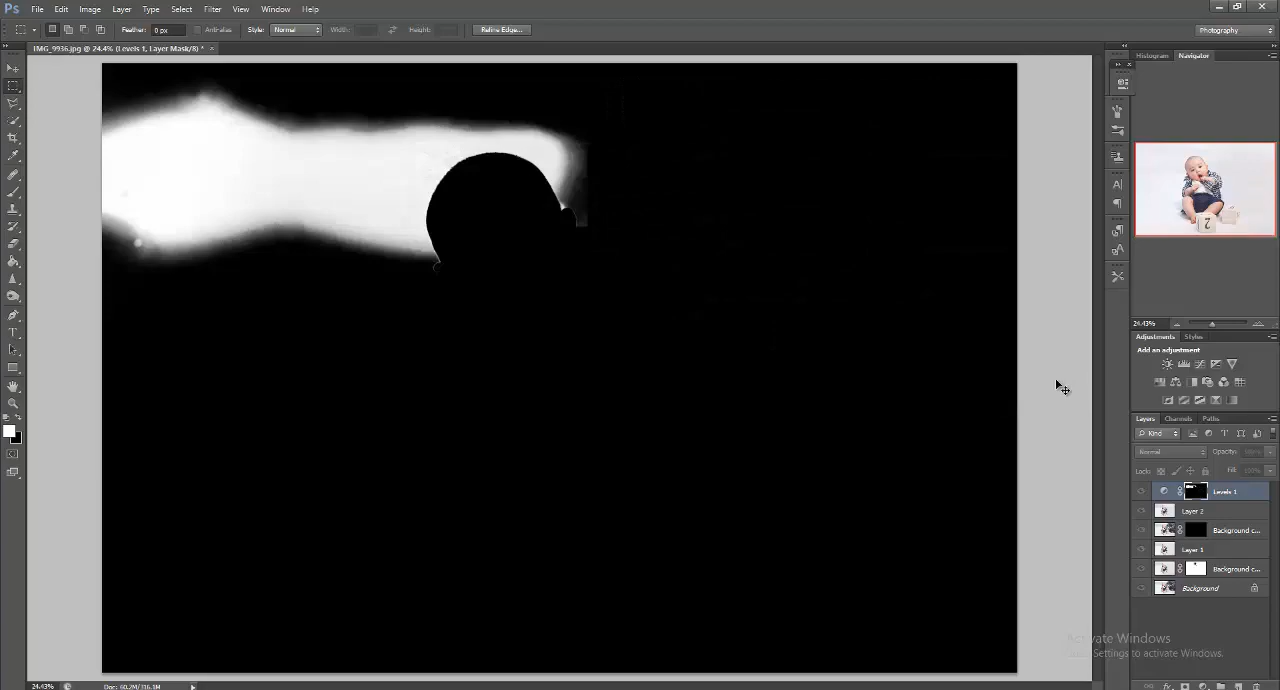 Ps File Edit Image Layer Type Select Filter View Window Help
Feather: 0 px Anti-alias Style: Normal Width: Height: Refine Edge... Photography
IMG_9936.jpg @ 24.4% (Levels 1, Layer Mask/8) * ×
Histogram Navigator
24.43%
Adjustments Styles
Add an adjustment
Layers Channels Paths
Kind
Normal Opacity:
Lock: Fill:
Levels 1
Layer 2
Background c...
Layer 1
Background c...
Background
Activate Windows
Settings to activate Windows.
24.43% Doc: 60.2M/316.1M